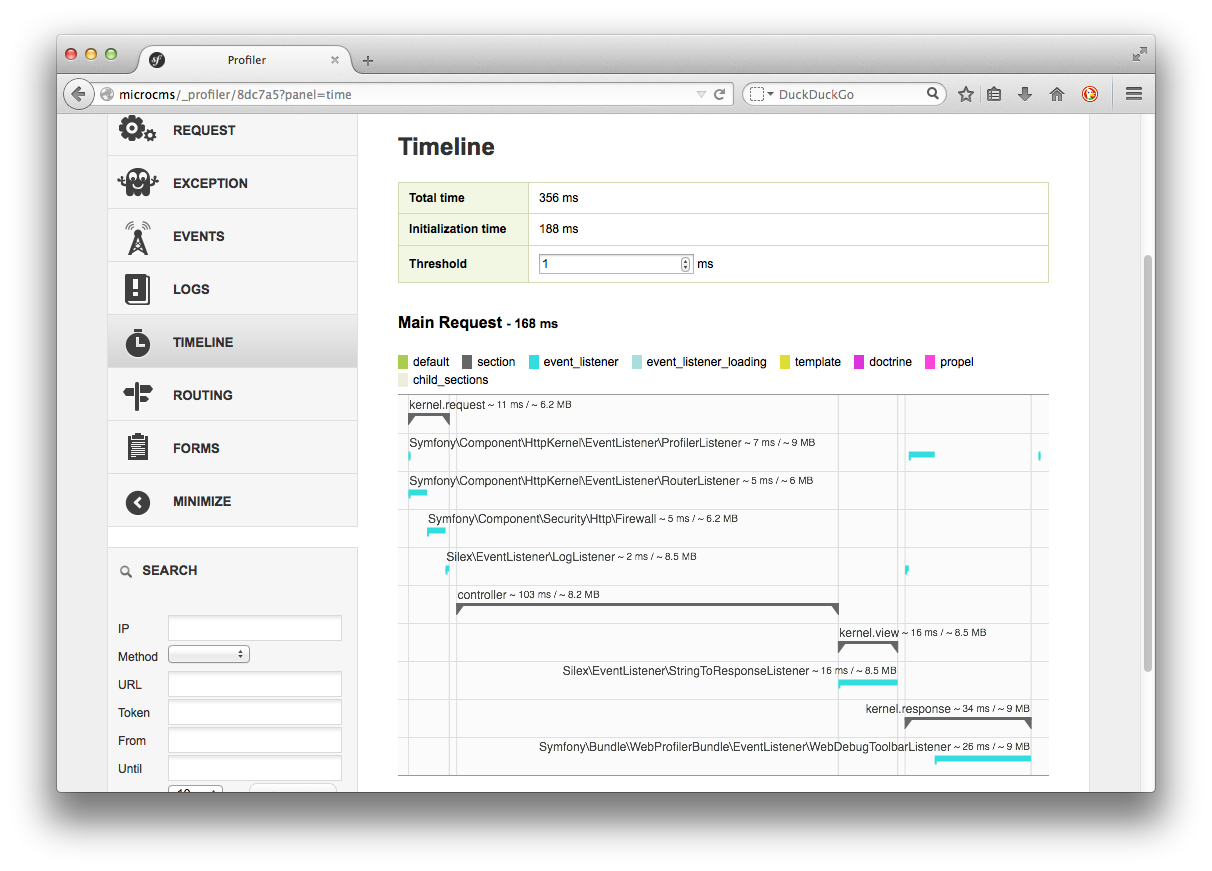 Profiler
microcms/_profiler/8dc7a5?panel=time
DuckDuckGo
REQUEST
EXCEPTION
EVENTS
LOGS
TIMELINE
ROUTING
FORMS
MINIMIZE
SEARCH
IP
Method
URL
Token
From
Until
10
Timeline
Total time 356 ms
Initialization time 188 ms
Threshold 1 ms
Main Request - 168 ms
default section event_listener event_listener_loading template doctrine propel
child_sections
kernel.request ~ 11 ms / ~ 6.2 MB
Symfony\Component\HttpKernel\EventListener\ProfilerListener ~ 7 ms / ~ 9 MB
Symfony\Component\HttpKernel\EventListener\RouterListener ~ 5 ms / ~ 6 MB
Symfony\Component\Security\Http\Firewall ~ 5 ms / ~ 6.2 MB
Silex\EventListener\LogListener ~ 2 ms / ~ 8.5 MB
controller ~ 103 ms / ~ 8.2 MB
kernel.view ~ 16 ms / ~ 8.5 MB
Silex\EventListener\StringToResponseListener ~ 16 ms / ~ 8.5 MB
kernel.response ~ 34 ms / ~ 9 MB
Symfony\Bundle\WebProfilerBundle\EventListener\WebDebugToolbarListener ~ 26 ms / ~ 9 MB